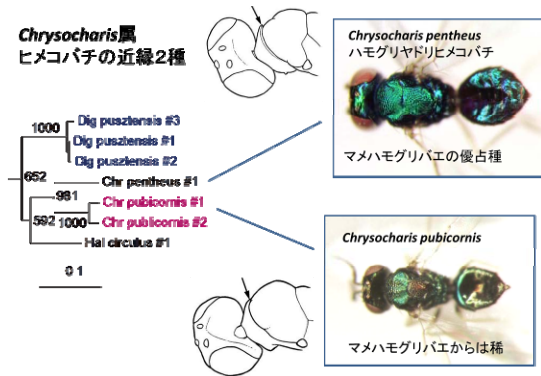 Chrysocharis属
ヒメコバチの近縁2種
1000
Dig pusztensis #3
Dig pusztensis #1
Dig pusztensis #2
652
Chr pentheus #1
981
Chr pubicornis #1
592
1000
Chr publicornis #2
Hal circulus #1
0 1
Chrysocharis pentheus
ハモグリヤドリヒメコバチ
マメハモグリバエの優占種
Chrysocharis pubicornis
マメハモグリバエからは稀